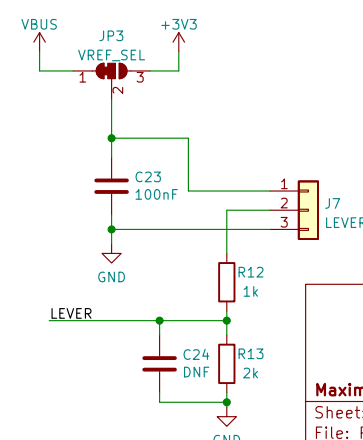 VBUS
+3V3
JP3
VREF_SEL
1
3
2
C23
100nF
1
2
3
J7
LEVER
GND
R12
1k
LEVER
C24
DNF
R13
2k
GND
Maxim
Sheet:
File: